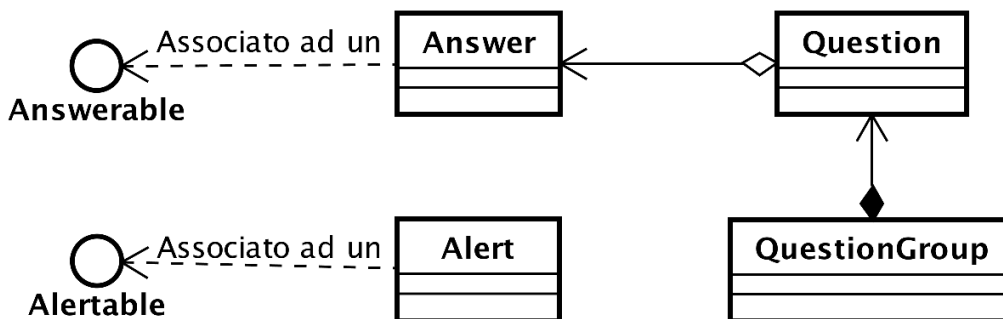 Associato ad un
Answer
Question
Answerable
Associato ad un
Alert
QuestionGroup
Alertable